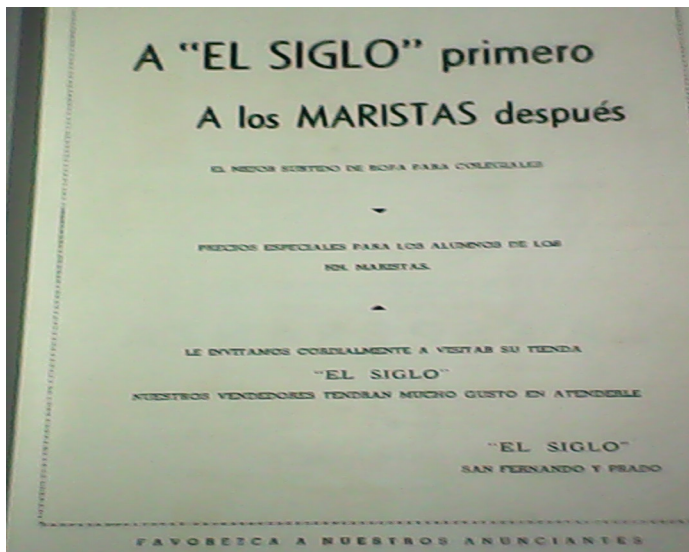 A "EL SIGLO" primero
A los MARISTAS después
EL MEJOR SURTIDO DE ROPA PARA COLEGIALES
PRECIOS ESPECIALES PARA LOS ALUMNOS DE LOS
HH. MARISTAS.
LE INVITAMOS CORDIALMENTE A VISITAR SU TIENDA
"EL SIGLO"
NUESTROS VENDEDORES TENDRAN MUCHO GUSTO EN ATENDERLE
"EL SIGLO"
SAN FERNANDO Y PRADO
FAVOREZCA A NUESTROS ANUNCIANTES